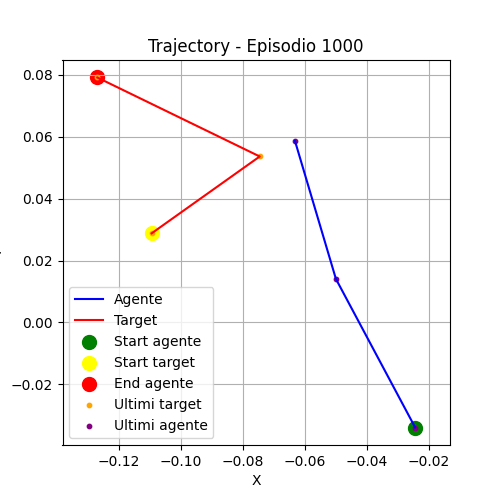 Trajectory - Episodio 1000
0.08
0.06
0.04
0.02
0.00
−0.02
Agente
Target
Start agente
Start target
End agente
Ultimi target
Ultimi agente
−0.12
−0.10
−0.08
−0.06
−0.04
−0.02
X